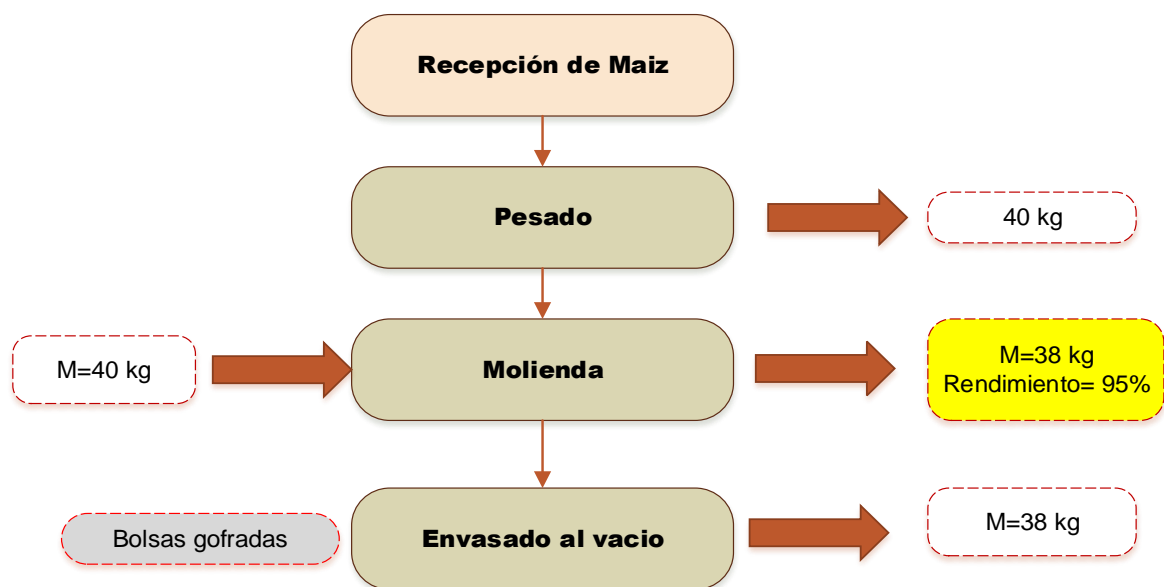 Recepción de Maiz
Pesado
40 kg
M=40 kg
Molienda
M=38 kg
Rendimiento= 95%
Bolsas gofradas
Envasado al vacio
M=38 kg